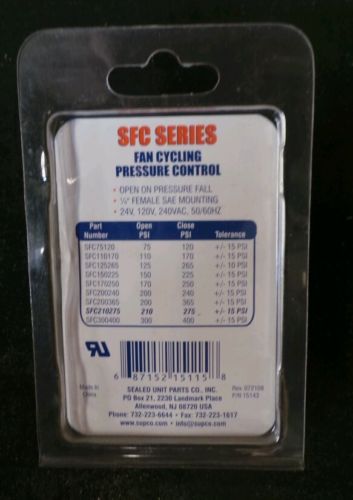 SFC SERIES
FAN CYCLING
PRESSURE CONTROL
• OPEN ON PRESSURE FALL
• ¼" FEMALE SAE MOUNTING
• 24V, 120V, 240VAC, 50/60HZ
Part Number Open PSI Close PSI Tolerance
SFC75120 75 120 +/- 15 PSI
SFC110170 110 170 +/- 15 PSI
SFC125265 125 265 +/- 10 PSI
SFC150225 150 225 +/- 15 PSI
SFC170250 170 250 +/- 15 PSI
SFC200240 200 240 +/- 15 PSI
SFC200365 200 365 +/- 15 PSI
SFC210275 210 275 +/- 15 PSI
SFC300400 300 400 +/- 15 PSI
6 87152 15115 8
Made in
China
SEALED UNIT PARTS CO., INC.
PO Box 21, 2230 Landmark Place
Allenwood, NJ 08720 USA
Phone: 732-223-6644 • Fax: 732-223-1617
www.supco.com • info@supco.com
Rev. 073108
P/N 15143